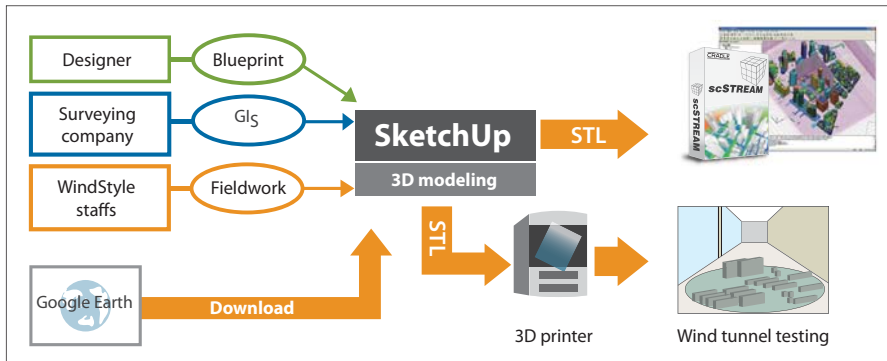 Designer
Blueprint
Surveying
company
GIS
WindStyle
staffs
Fieldwork
Google Earth
Download
SketchUp
3D modeling
STL
STL
CRADLE
scSTREAM
scSTREAM
3D printer
Wind tunnel testing